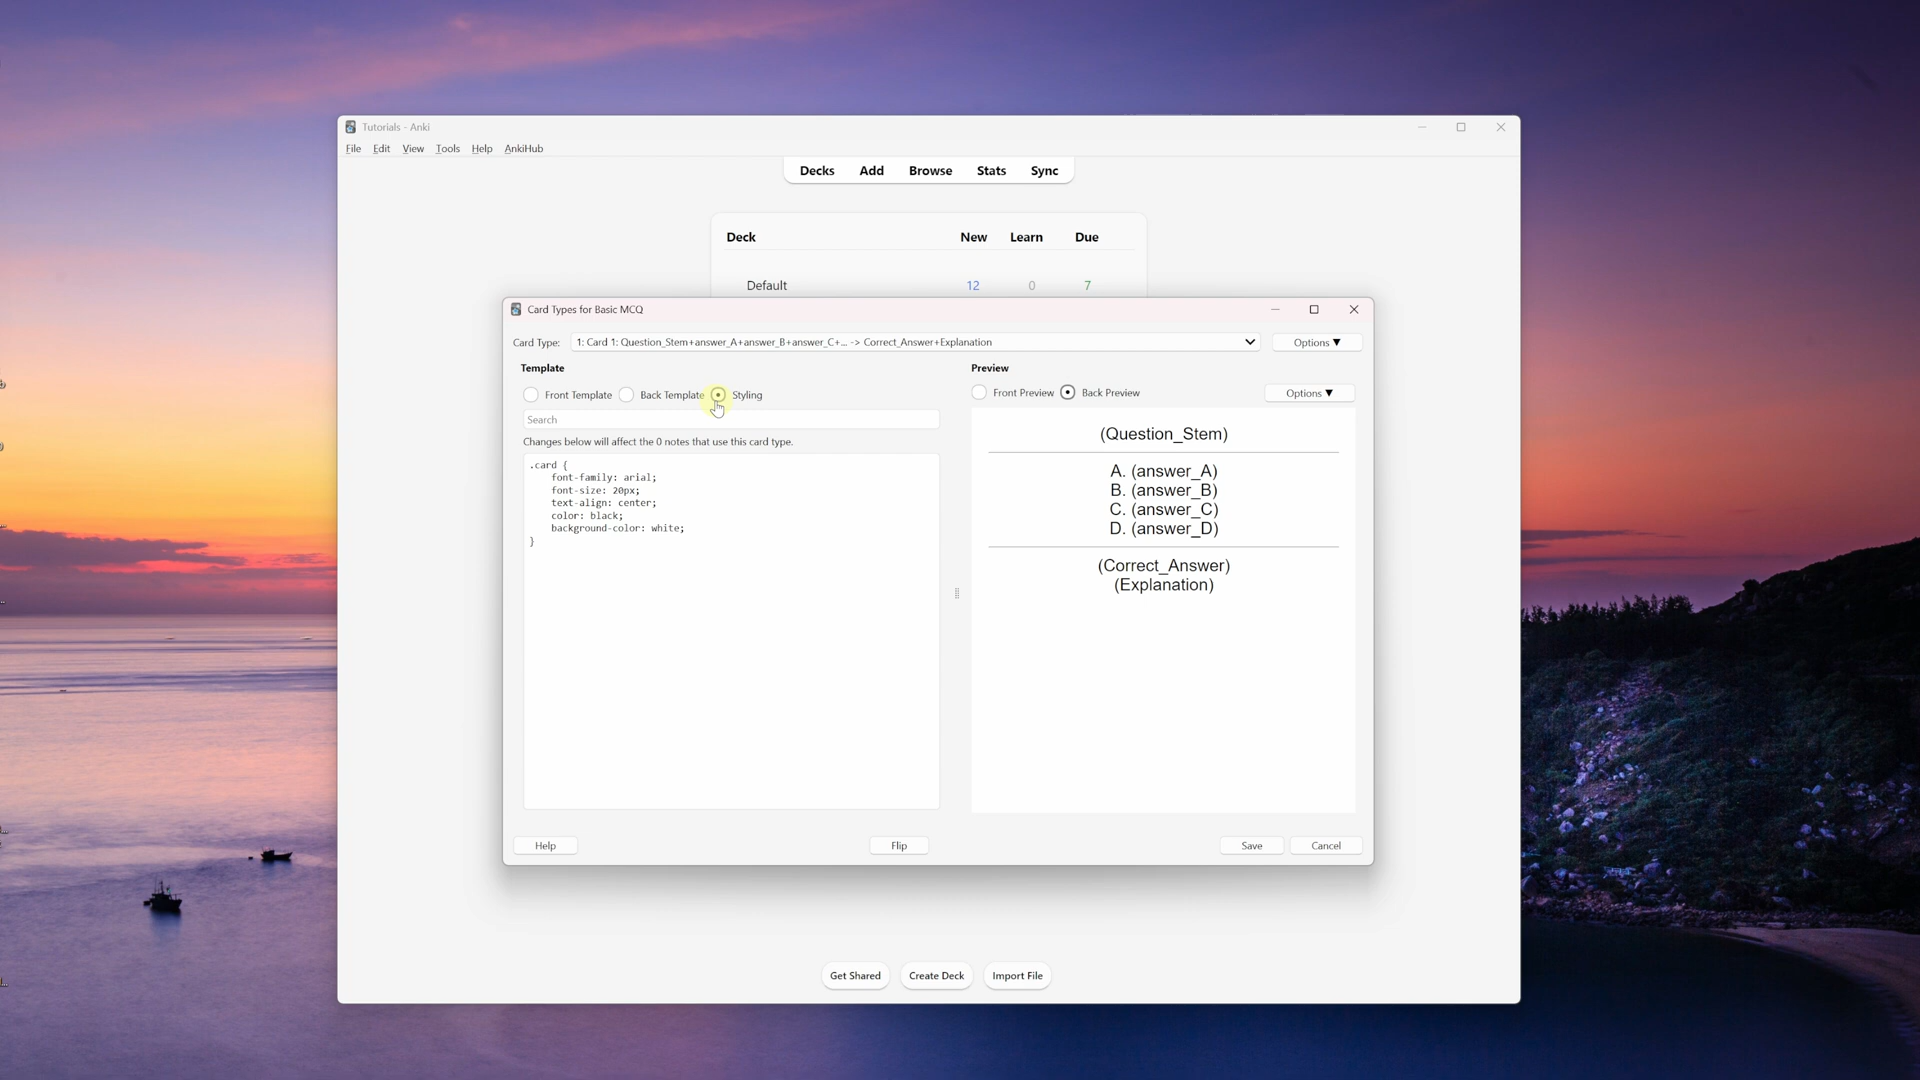 Tutorials - Anki
File Edit View Tools Help AnkiHub
Decks Add Browse Stats Sync
Deck New Learn Due
Default 12 0 7
Card Types for Basic MCQ
Card Type: 1: Card 1: Question_Stem+answer_A+answer_B+answer_C+... -> Correct_Answer+Explanation Options ▼
Template
Front Template Back Template Styling
Search
Changes below will affect the 0 notes that use this card type.
.card {
    font-family: arial;
    font-size: 20px;
    text-align: center;
    color: black;
    background-color: white;
}
Preview
Front Preview Back Preview Options ▼
(Question_Stem)
A. (answer_A)
B. (answer_B)
C. (answer_C)
D. (answer_D)
(Correct_Answer)
(Explanation)
Help Flip Save Cancel
Get Shared Create Deck Import File